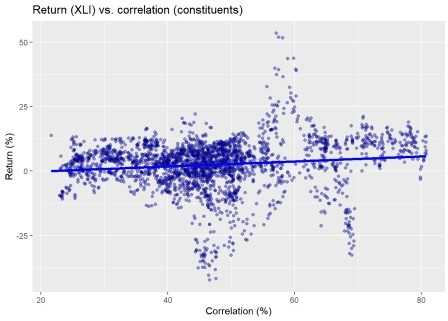 Return (XLI) vs. correlation (constituents)
50
25
0
-25
Return (%)
20
40
60
80
Correlation (%)